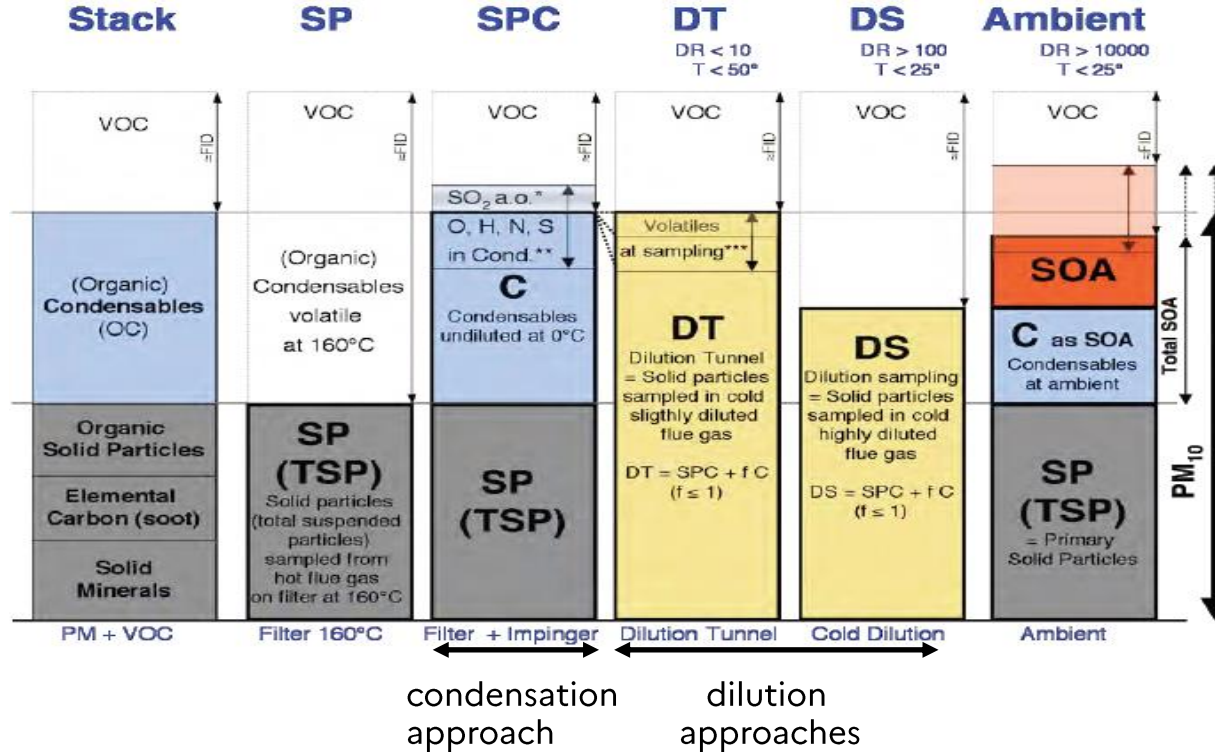 Stack
SP
SPC
DT
DR < 10
T < 50°
DS
DR > 100
T < 25°
Ambient
DR > 10000
T < 25°
VOC
≈FID
(Organic)
Condensables
(OC)
Organic
Solid Particles
Elemental
Carbon (soot)
Solid
Minerals
PM + VOC
VOC
≈FID
(Organic)
Condensables
volatile
at 160°C
SP
(TSP)
Solid particles
(total suspended
particles)
sampled from
hot flue gas
on filter at 160°C
Filter 160°C
VOC
≈FID
SO₂ a.o.*
O, H, N, S
in Cond.**
C
Condensables
undiluted at 0°C
SP
(TSP)
Filter + Impinger
VOC
≈FID
Volatiles
at sampling***
DT
Dilution Tunnel
= Solid particles
sampled in cold
sligthly diluted
flue gas
DT = SPC + f C
(f ≤ 1)
Dilution Tunnel
VOC
≈FID
DS
Dilution sampling
= Solid particles
sampled in cold
highly diluted
flue gas
DS = SPC + f C
(f ≤ 1)
Cold Dilution
VOC
≈FID
SOA
C as SOA
Condensables
at ambient
SP
(TSP)
= Primary
Solid Particles
Ambient
Total SOA
PM₁₀
condensation
approach
dilution
approaches